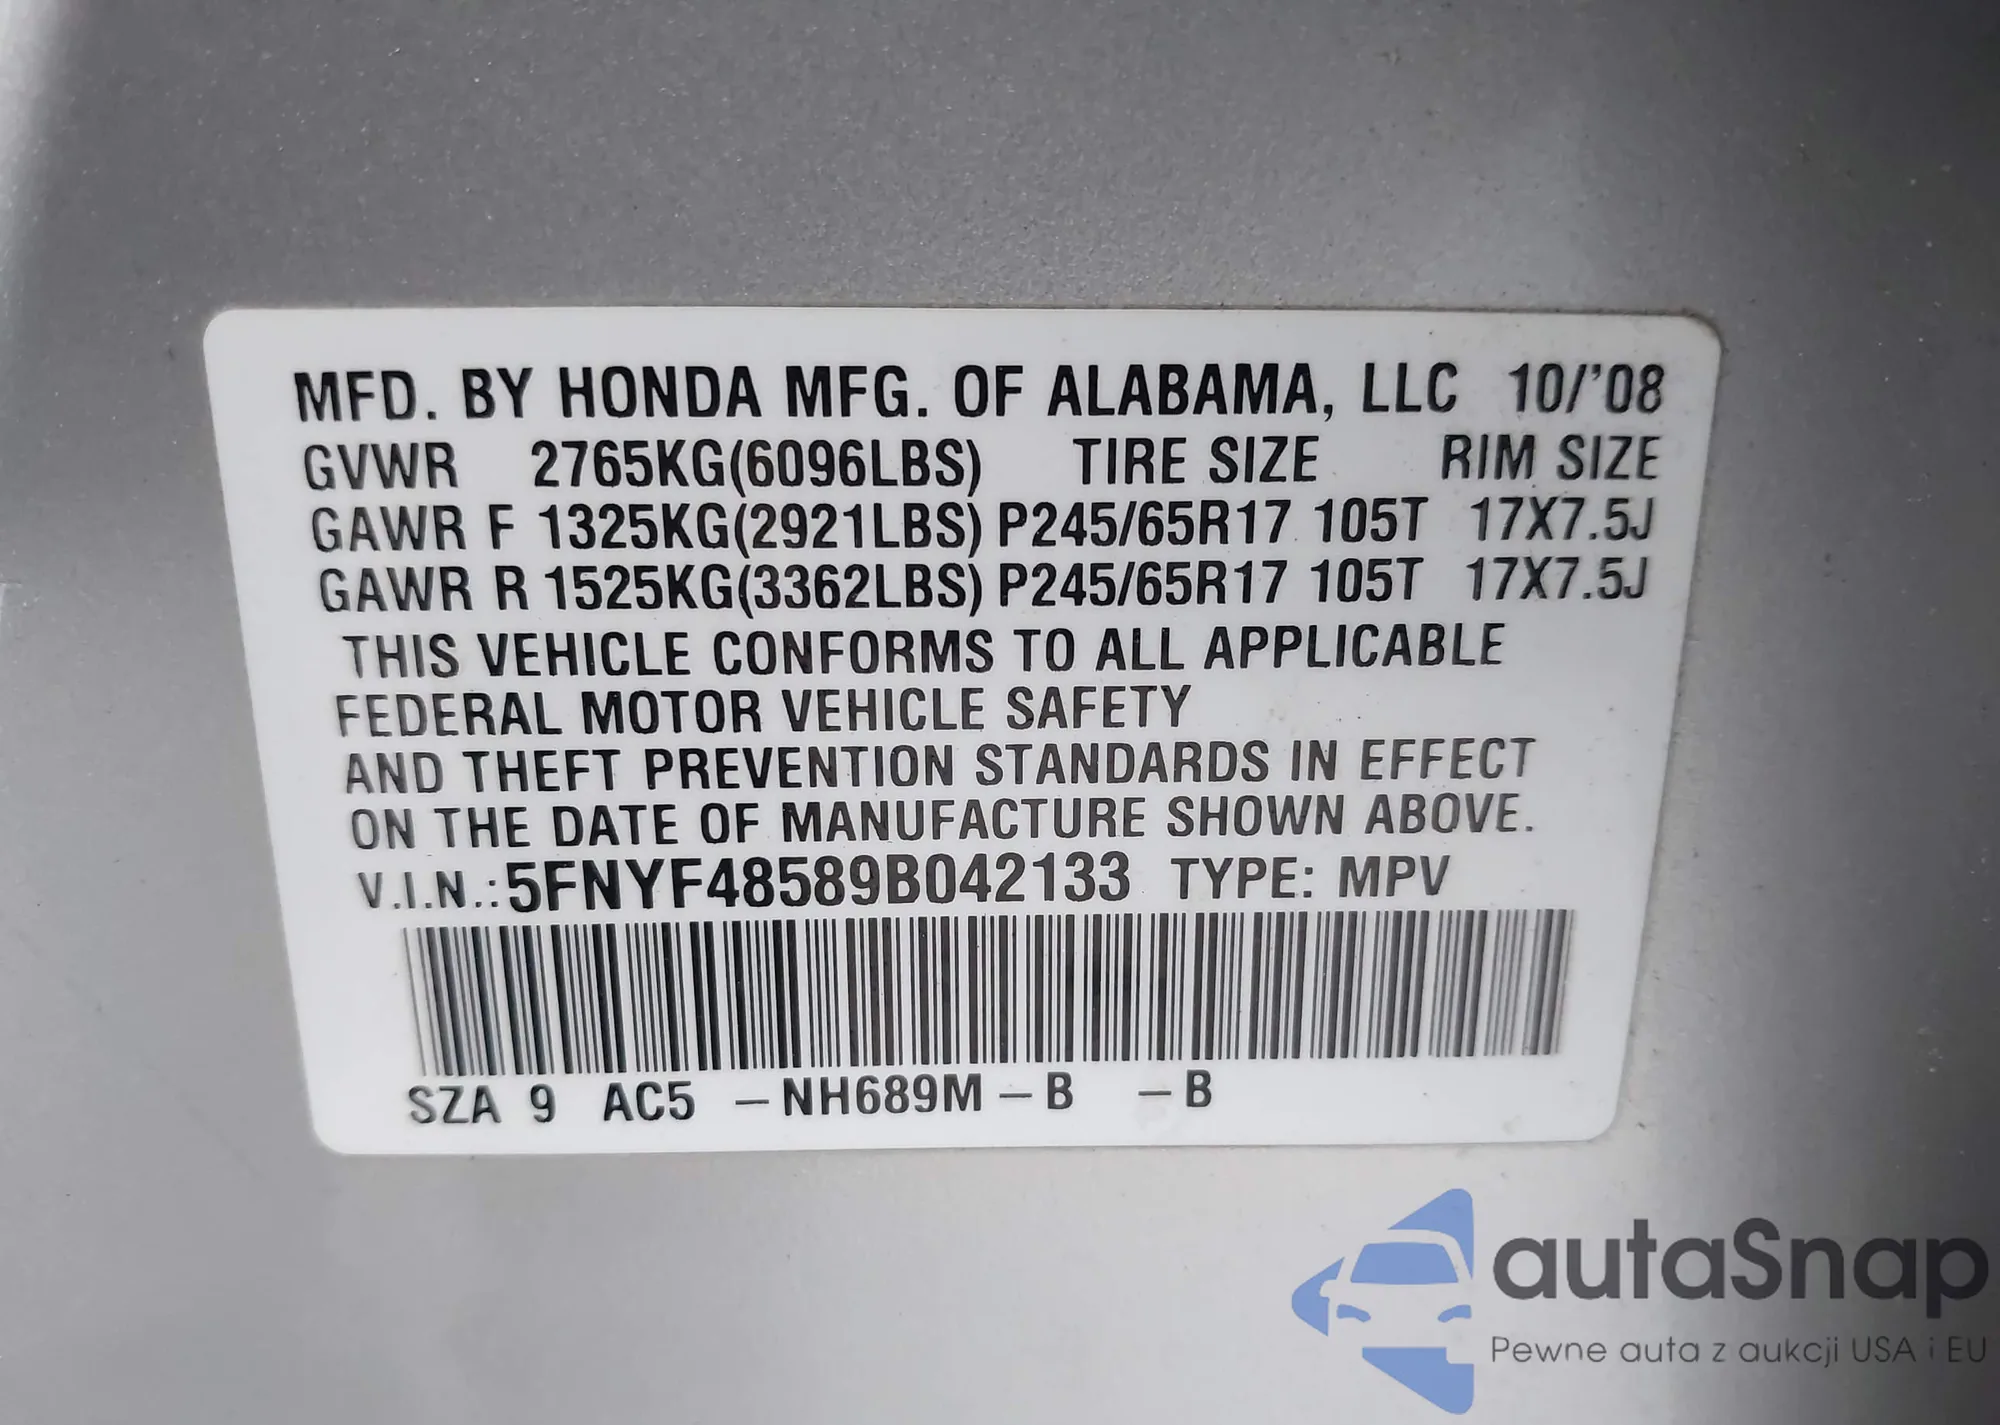 MFD. BY HONDA MFG. OF ALABAMA, LLC 10/'08
GVWR 2765KG(6096LBS) TIRE SIZE RIM SIZE
GAWR F 1325KG(2921LBS) P245/65R17 105T 17X7.5J
GAWR R 1525KG(3362LBS) P245/65R17 105T 17X7.5J
THIS VEHICLE CONFORMS TO ALL APPLICABLE
FEDERAL MOTOR VEHICLE SAFETY
AND THEFT PREVENTION STANDARDS IN EFFECT
ON THE DATE OF MANUFACTURE SHOWN ABOVE.
V.I.N.:5FNYF48589B042133 TYPE: MPV
SZA 9 AC5 –NH689M–B –B
autaSnap
Pewne auta z aukcji USA i EU